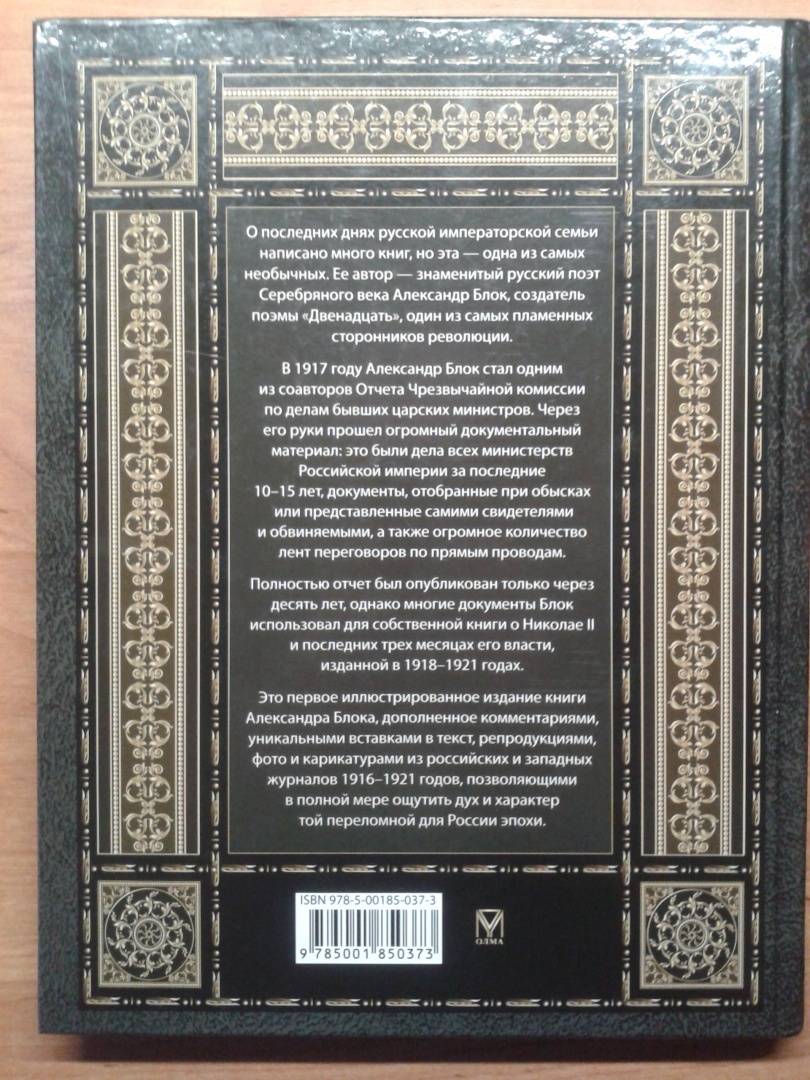 О последних днях русской императорской семьи
написано много книг, но эта — одна из самых
необычных. Ее автор — знаменитый русский поэт
Серебряного века Александр Блок, создатель
поэмы «Двенадцать», один из самых пламенных
сторонников революции.
В 1917 году Александр Блок стал одним
из соавторов Отчета Чрезвычайной комиссии
по делам бывших царских министров. Через
его руки прошел огромный документальный
материал: это были дела всех министерств
Российской империи за последние
10–15 лет, документы, отобранные при обысках
или представленные самими свидетелями
и обвиняемыми, а также огромное количество
лент переговоров по прямым проводам.
Полностью отчет был опубликован только через
десять лет, однако многие документы Блок
использовал для собственной книги о Николае II
и последних трех месяцах его власти,
изданной в 1918–1921 годах.
Это первое иллюстрированное издание книги
Александра Блока, дополненное комментариями,
уникальными вставками в текст, репродукциями,
фото и карикатурами из российских и западных
журналов 1916–1921 годов, позволяющими
в полной мере ощутить дух и характер
той переломной для России эпохи.
ISBN 978-5-00185-037-3
9 785001 850373
ОЛМА